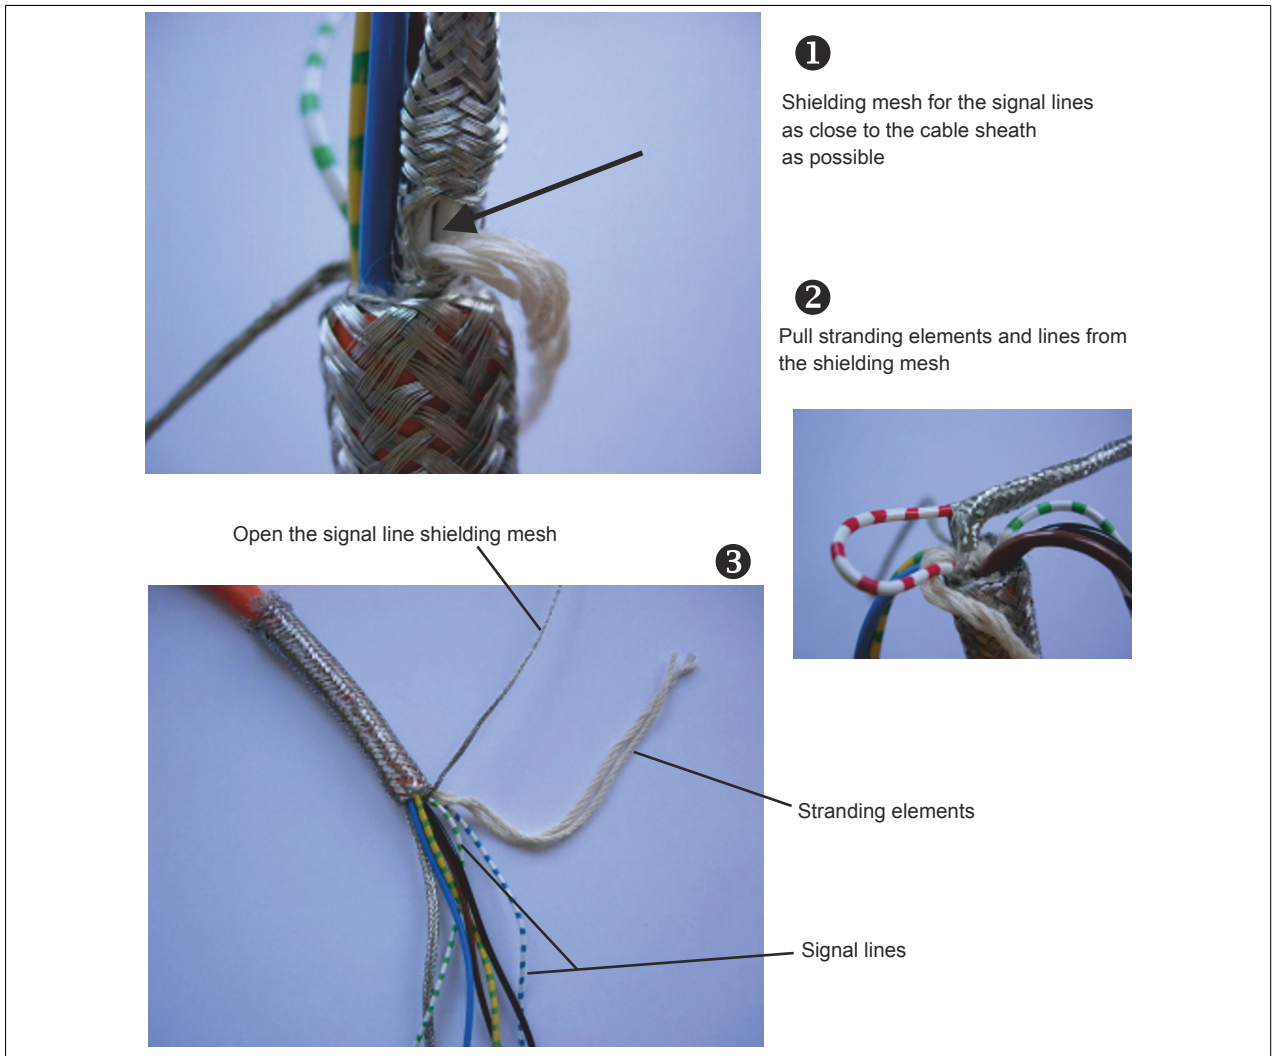 1
Shielding mesh for the signal lines
as close to the cable sheath
as possible
2
Pull stranding elements and lines from
the shielding mesh
Open the signal line shielding mesh
3
Stranding elements
Signal lines